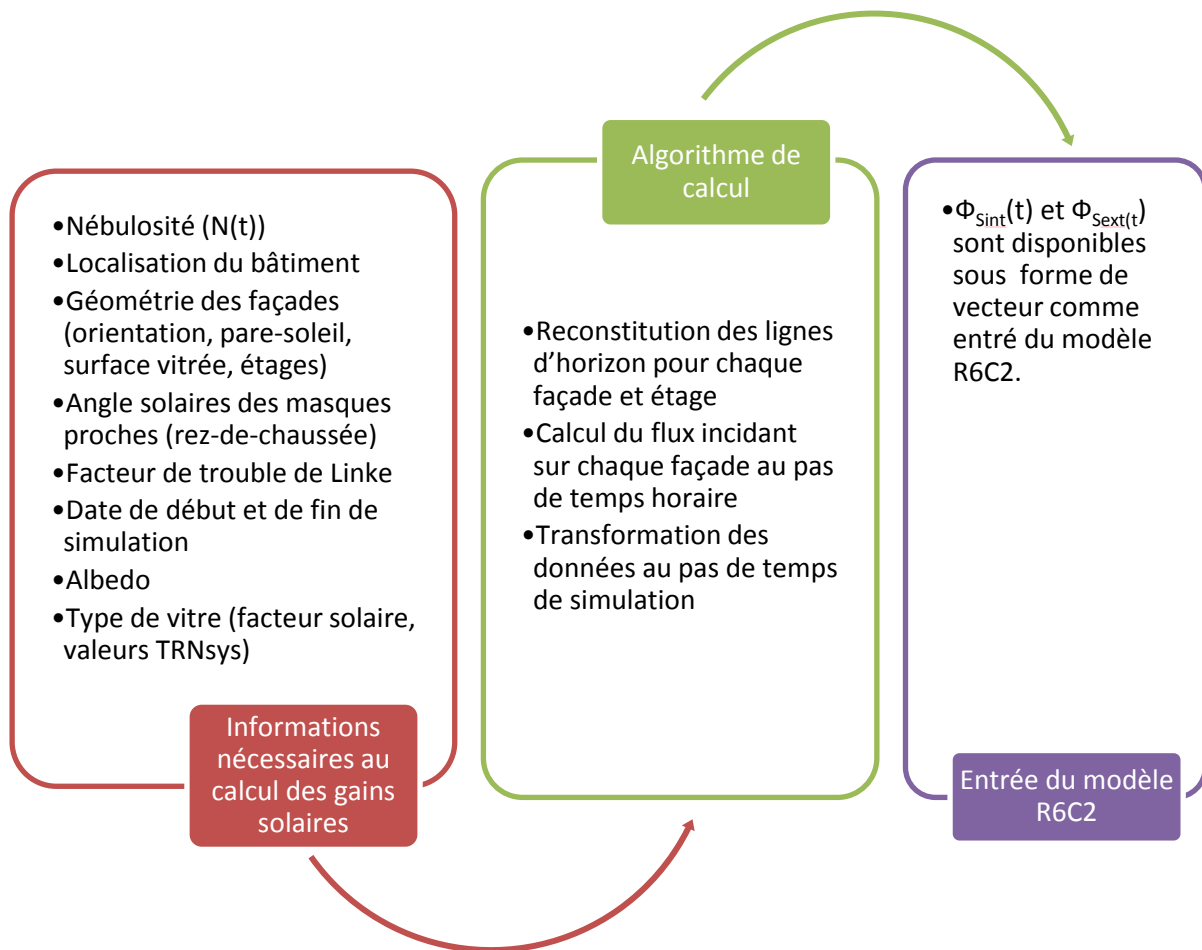 •Nébulosité (N(t))
•Localisation du bâtiment
•Géométrie des façades
(orientation, pare-soleil,
surface vitrée, étages)
•Angle solaires des masques
proches (rez-de-chaussée)
•Facteur de trouble de Linke
•Date de début et de fin de
simulation
•Albedo
•Type de vitre (facteur solaire,
valeurs TRNsys)
Informations
nécessaires au
calcul des gains
solaires
Algorithme de
calcul
•Reconstitution des lignes
d’horizon pour chaque
façade et étage
•Calcul du flux incidant
sur chaque façade au pas
de temps horaire
•Transformation des
données au pas de temps
de simulation
•ΦSint(t) et ΦSext(t)
sont disponibles
sous forme de
vecteur comme
entré du modèle
R6C2.
Entrée du modèle
R6C2